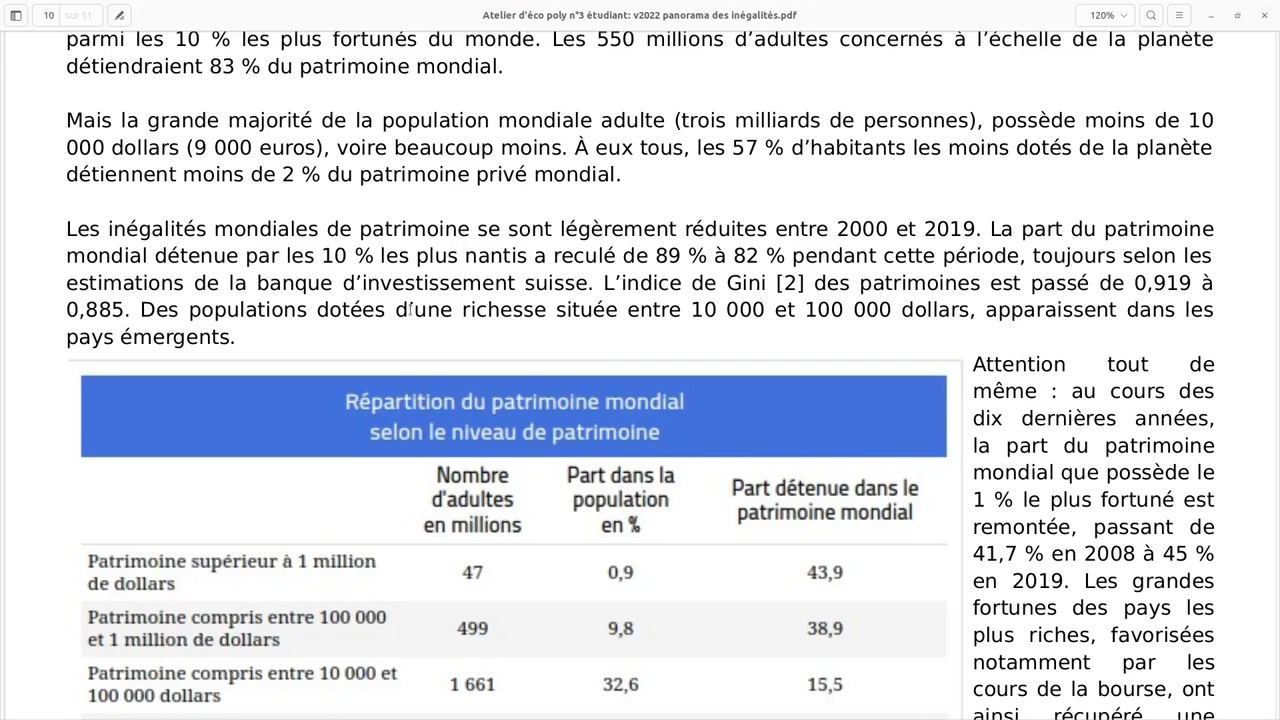 10 sur 11
Atelier d'éco poly n°3 étudiant: v2022 panorama des inégalités.pdf
120%
parmi les 10 % les plus fortunés du monde. Les 550 millions d’adultes concernés à l’échelle de la planète
détiendraient 83 % du patrimoine mondial.
Mais la grande majorité de la population mondiale adulte (trois milliards de personnes), possède moins de 10
000 dollars (9 000 euros), voire beaucoup moins. À eux tous, les 57 % d’habitants les moins dotés de la planète
détiennent moins de 2 % du patrimoine privé mondial.
Les inégalités mondiales de patrimoine se sont légèrement réduites entre 2000 et 2019. La part du patrimoine
mondial détenue par les 10 % les plus nantis a reculé de 89 % à 82 % pendant cette période, toujours selon les
estimations de la banque d’investissement suisse. L’indice de Gini [2] des patrimoines est passé de 0,919 à
0,885. Des populations dotées d’une richesse située entre 10 000 et 100 000 dollars, apparaissent dans les
pays émergents.
Répartition du patrimoine mondial
selon le niveau de patrimoine
Nombre
d'adultes
en millions
Part dans la
population
en %
Part détenue dans le
patrimoine mondial
Patrimoine supérieur à 1 million
de dollars
47
0,9
43,9
Patrimoine compris entre 100 000
et 1 million de dollars
499
9,8
38,9
Patrimoine compris entre 10 000 et
100 000 dollars
1 661
32,6
15,5
Attention tout de
même : au cours des
dix dernières années,
la part du patrimoine
mondial que possède le
1 % le plus fortuné est
remontée, passant de
41,7 % en 2008 à 45 %
en 2019. Les grandes
fortunes des pays les
plus riches, favorisées
notamment par les
cours de la bourse, ont
ainsi récupéré une